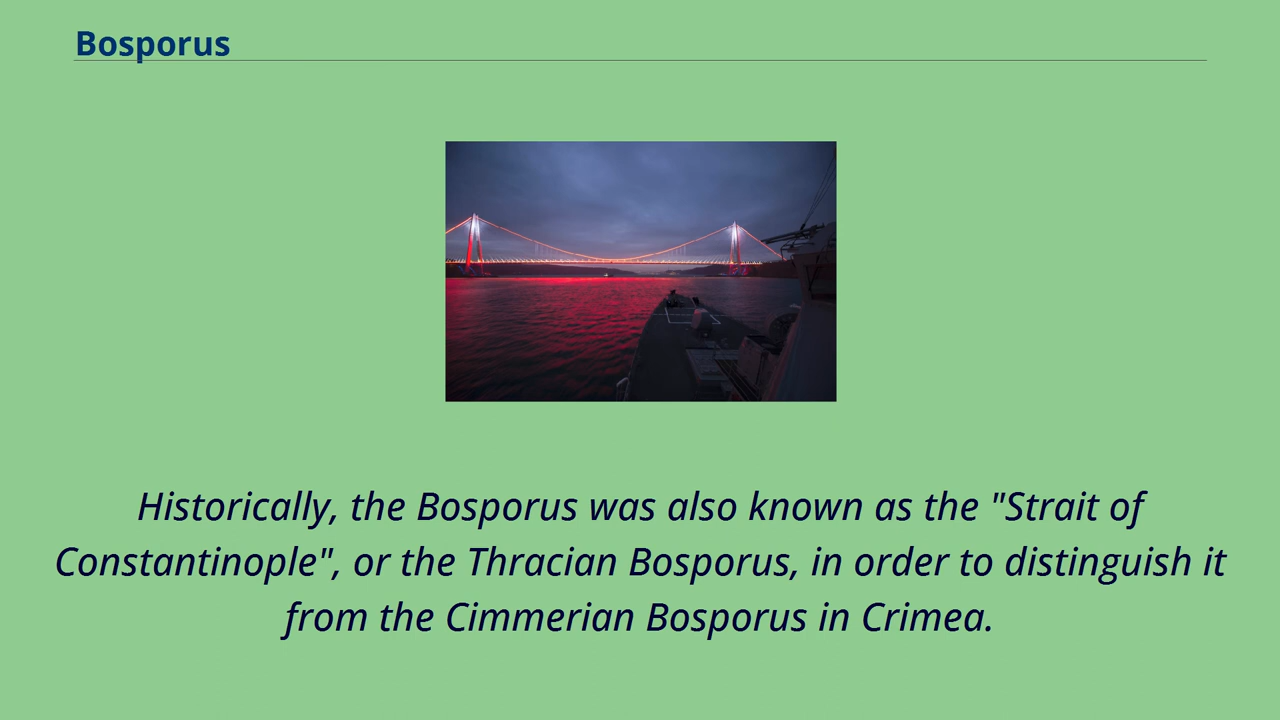 Bosporus
Historically, the Bosporus was also known as the "Strait of
Constantinople", or the Thracian Bosporus, in order to distinguish it
from the Cimmerian Bosporus in Crimea.